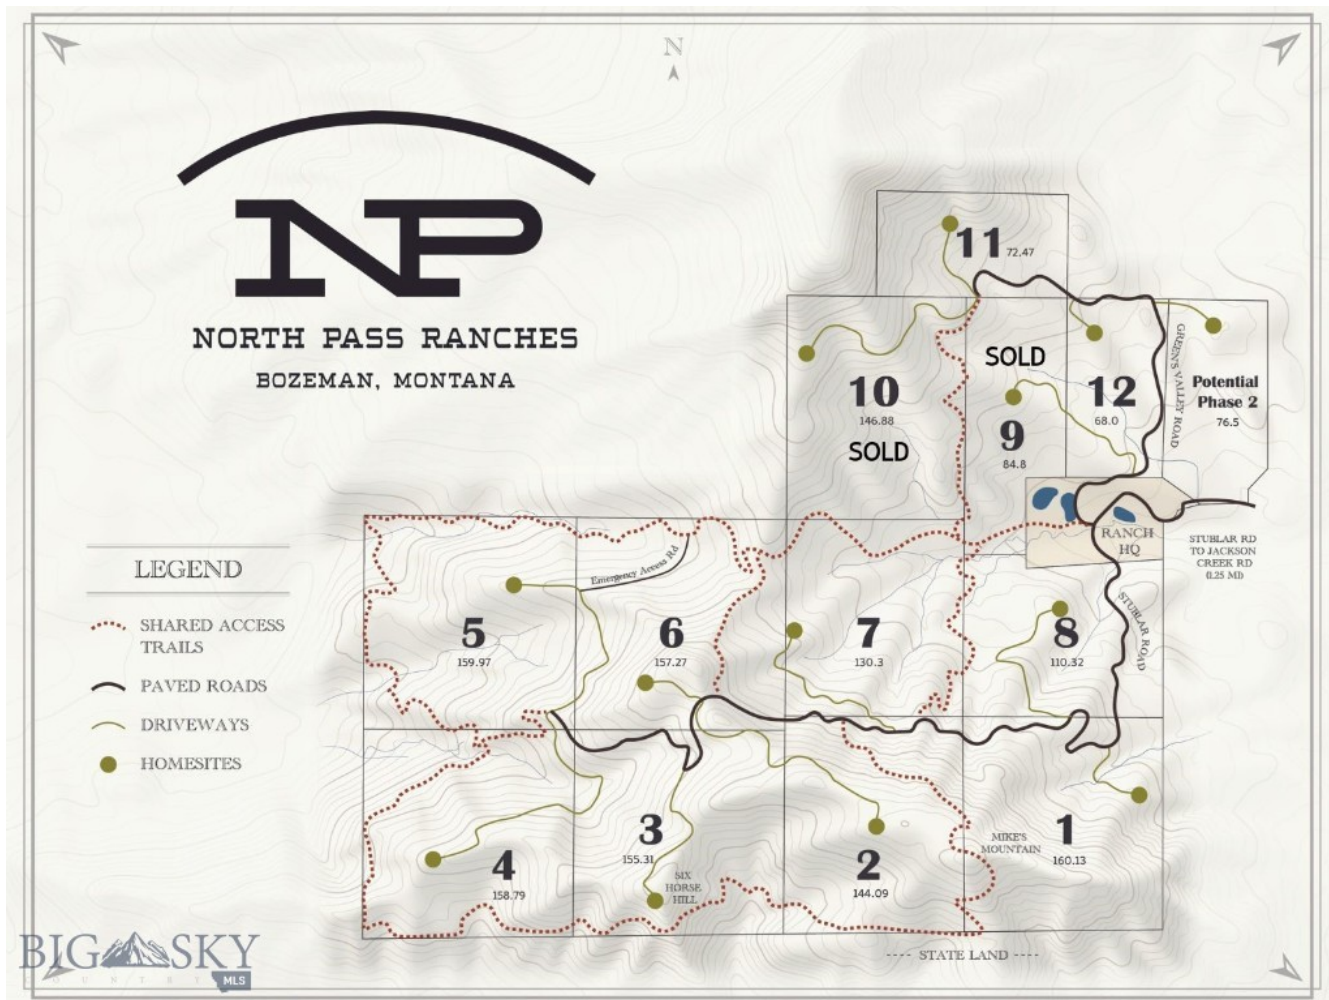 N
NP
NORTH PASS RANCHES
BOZEMAN, MONTANA
11 72.47
SOLD
10
146.88
SOLD
9
84.8
12
68.0
GREEN'S VALLEY ROAD
Potential
Phase 2
76.5
RANCH
HQ
STUBLAR RD
TO JACKSON
CREEK RD
(1.25 MI)
STUBLAR ROAD
Emergency Access Rd
5
159.97
6
157.27
7
130.3
8
110.32
LEGEND
SHARED ACCESS
TRAILS
PAVED ROADS
DRIVEWAYS
HOMESITES
4
158.79
3
155.31
SIX
HORSE
HILL
2
144.09
MIKE'S
MOUNTAIN
1
160.13
---- STATE LAND ----
BIG SKY
COUNTRY
MLS